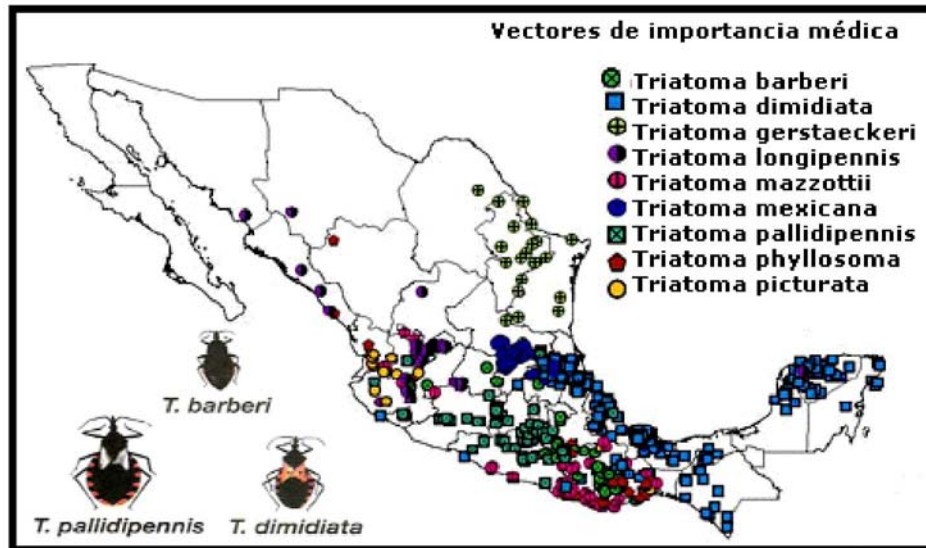 Vectores de importancia médica
Triatoma barberi
Triatoma dimidiata
Triatoma gerstaeckeri
Triatoma longipennis
Triatoma mazzottii
Triatoma mexicana
Triatoma pallidipennis
Triatoma phyllosoma
Triatoma picturata
T. barberi
T. pallidipennis
T. dimidiata